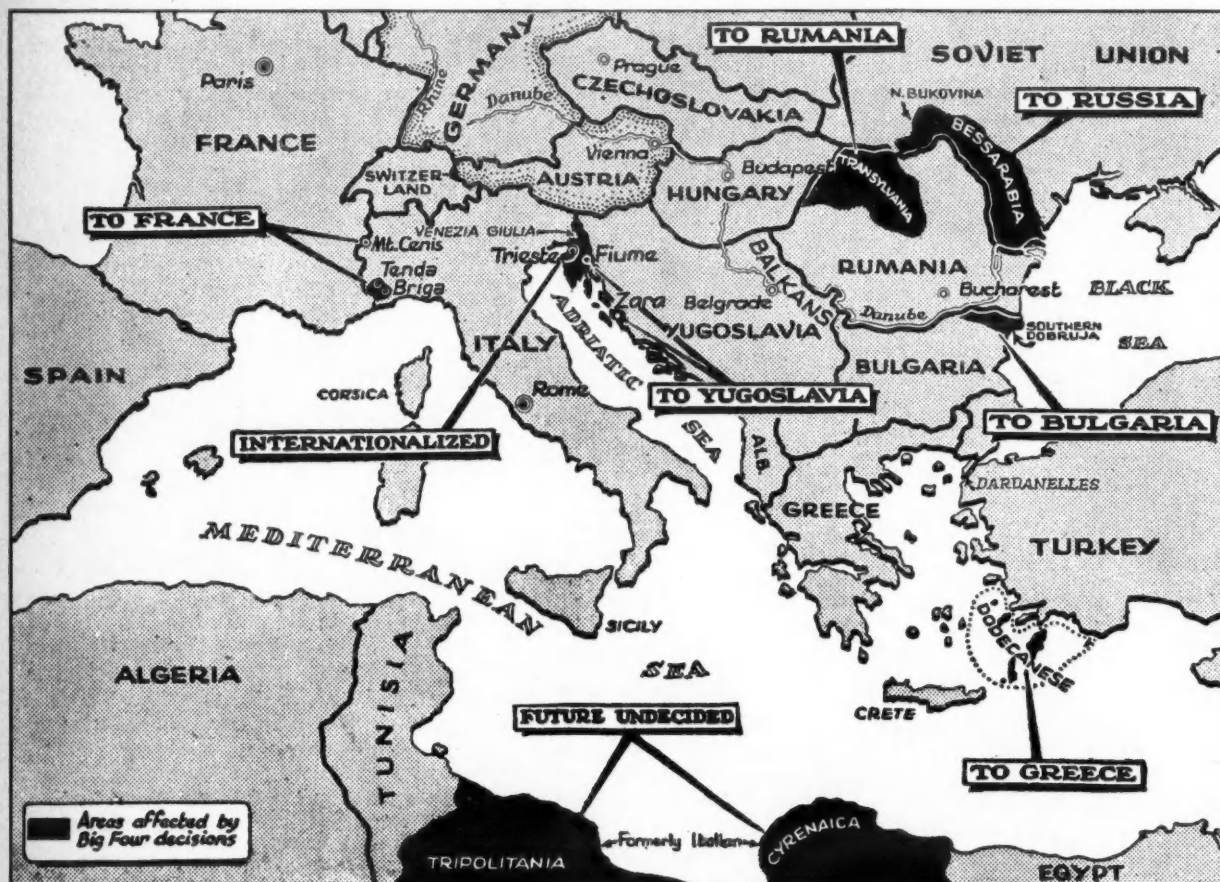 TO RUMANIA
SOVIET UNION
GERMANY
Prague
CZECHOSLOVAKIA
N. BUKOVINA
TO RUSSIA
Paris
Rhine
Danube
BESSARABIA
FRANCE
Vienna
Budapest
TRANSYLVANIA
SWITZER-
LAND
AUSTRIA
HUNGARY
TO FRANCE
VENEZIA GIULIA
Mt. Cenis
Trieste
Fiume
BALKANS
RUMANIA
Tenda
Briga
Zara
Belgrade
Bucharest
BLACK
SEA
Danube
ADRIATIC
SEA
YUGOSLAVIA
SOUTHERN
DOBRUJA
ITALY
SPAIN
BULGARIA
CORSICA
Rome
TO YUGOSLAVIA
TO BULGARIA
INTERNATIONALIZED
ALB.
DARDANELLES
GREECE
MEDITERRANEAN
SEA
TURKEY
SICILY
DODECANESE
ALGERIA
TUNISIA
CRETE
FUTURE UNDECIDED
TO GREECE
Areas affected by
Big Four decisions
TRIPOLITANIA
Formerly Italian
CYRENAICA
EGYPT